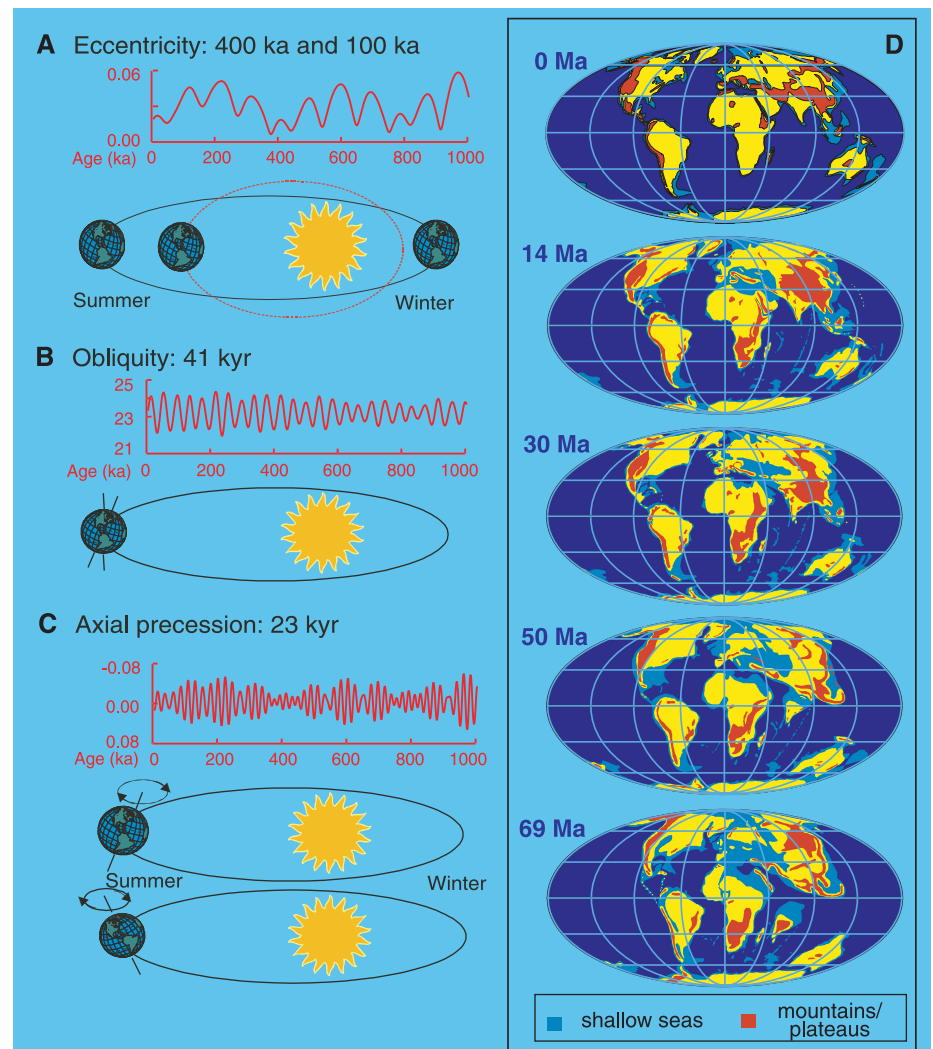 A Eccentricity: 400 ka and 100 ka
0.06
0.00
Age (ka) 0 200 400 600 800 1000
Summer
Winter
B Obliquity: 41 kyr
25
23
21
Age (ka) 0 200 400 600 800 1000
C Axial precession: 23 kyr
-0.08
0.00
0.08
Age (ka) 0 200 400 600 800 1000
Summer
Winter
D
0 Ma
14 Ma
30 Ma
50 Ma
69 Ma
shallow seas
mountains/
plateaus